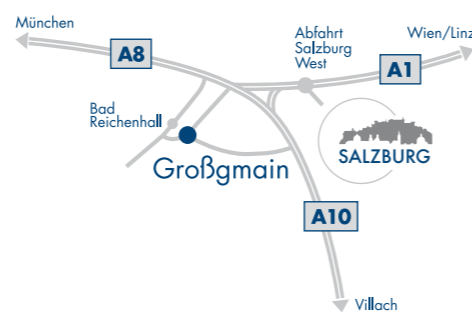 München
A8
Abfahrt
Salzburg
West
Wien/Linz
A1
Bad
Reichenhall
SALZBURG
Großgmain
A10
Villach